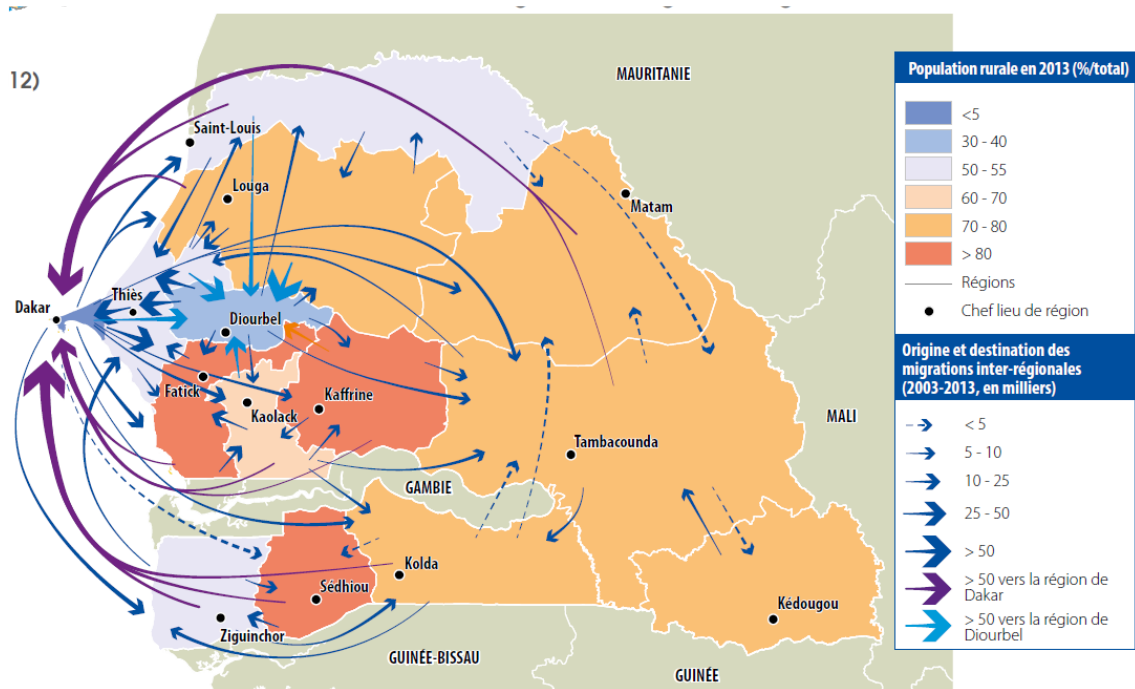 12)
MAURITANIE
Saint-Louis
Louga
Matam
Dakar
Thiès
Diourbel
Fatick
Kaolack
Kaffrine
MALI
Tambacounda
GAMBIE
Kolda
Sédhiou
Ziguinchor
Kédougou
GUINÉE-BISSAU
GUINÉE
Population rurale en 2013 (%/total)
<5
30 - 40
50 - 55
60 - 70
70 - 80
> 80
Régions
Chef lieu de région
Origine et destination des
migrations inter-régionales
(2003-2013, en milliers)
< 5
5 - 10
10 - 25
25 - 50
> 50
> 50 vers la région de
Dakar
> 50 vers la région de
Diourbel